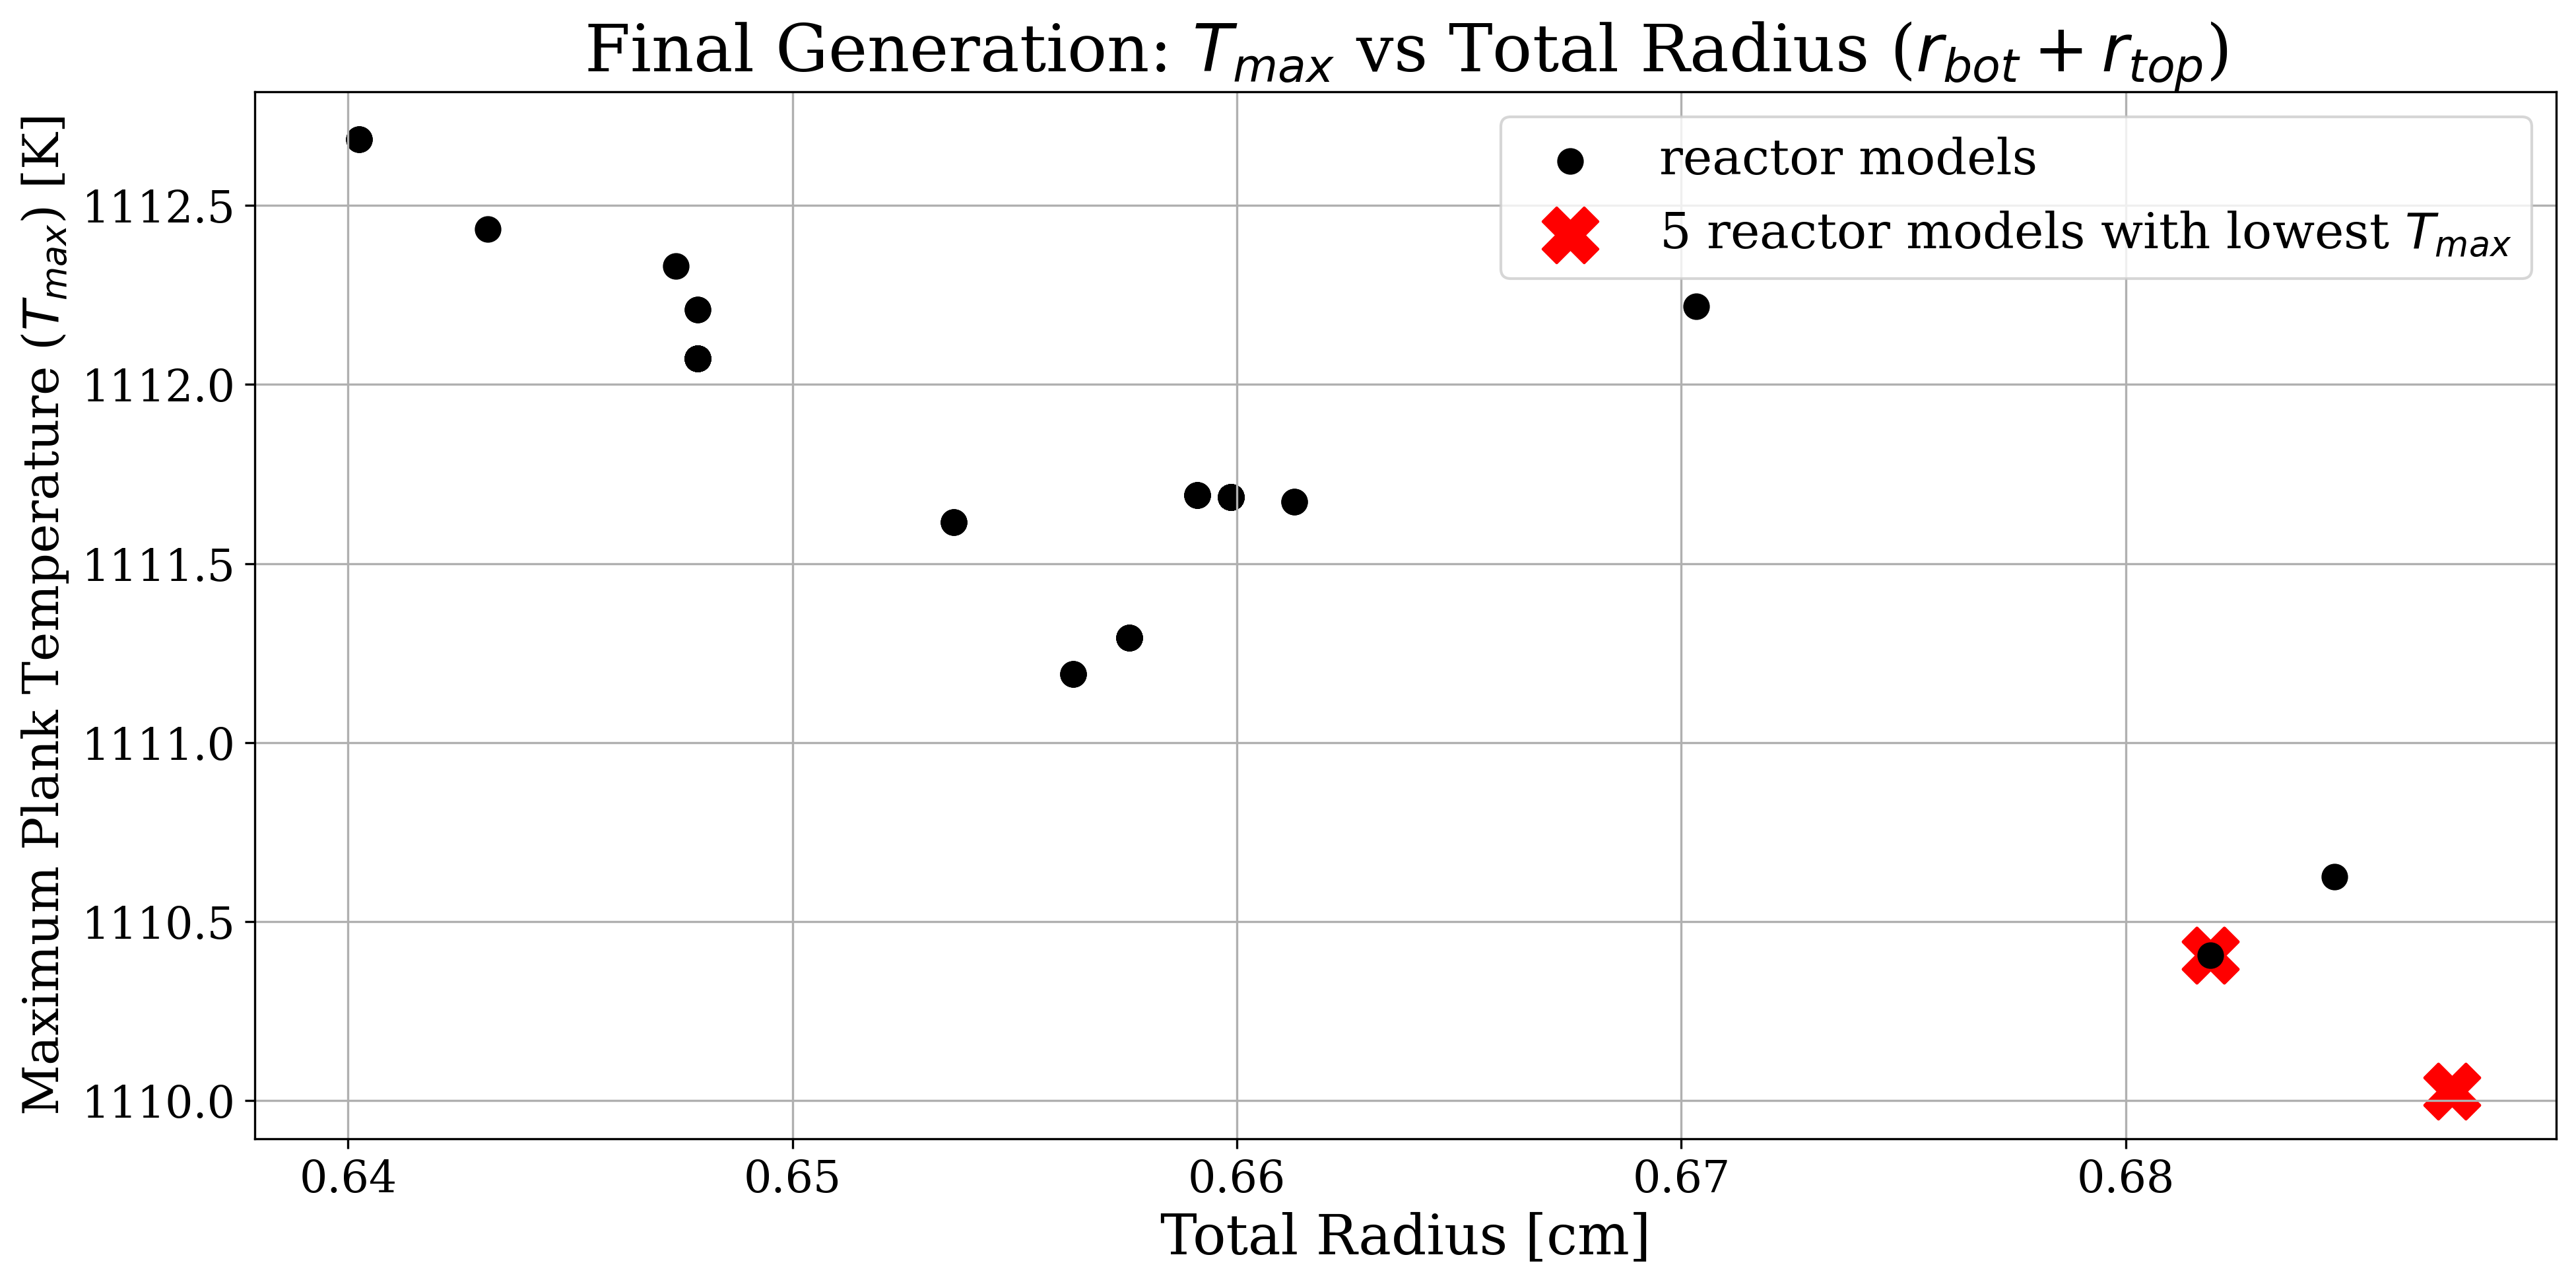 Final Generation: T_max vs Total Radius (r_bot + r_top)
Maximum Plank Temperature (T_max) [K]
1112.5
1112.0
1111.5
1111.0
1110.5
1110.0
reactor models
5 reactor models with lowest T_max
0.64 0.65 0.66 0.67 0.68
Total Radius [cm]